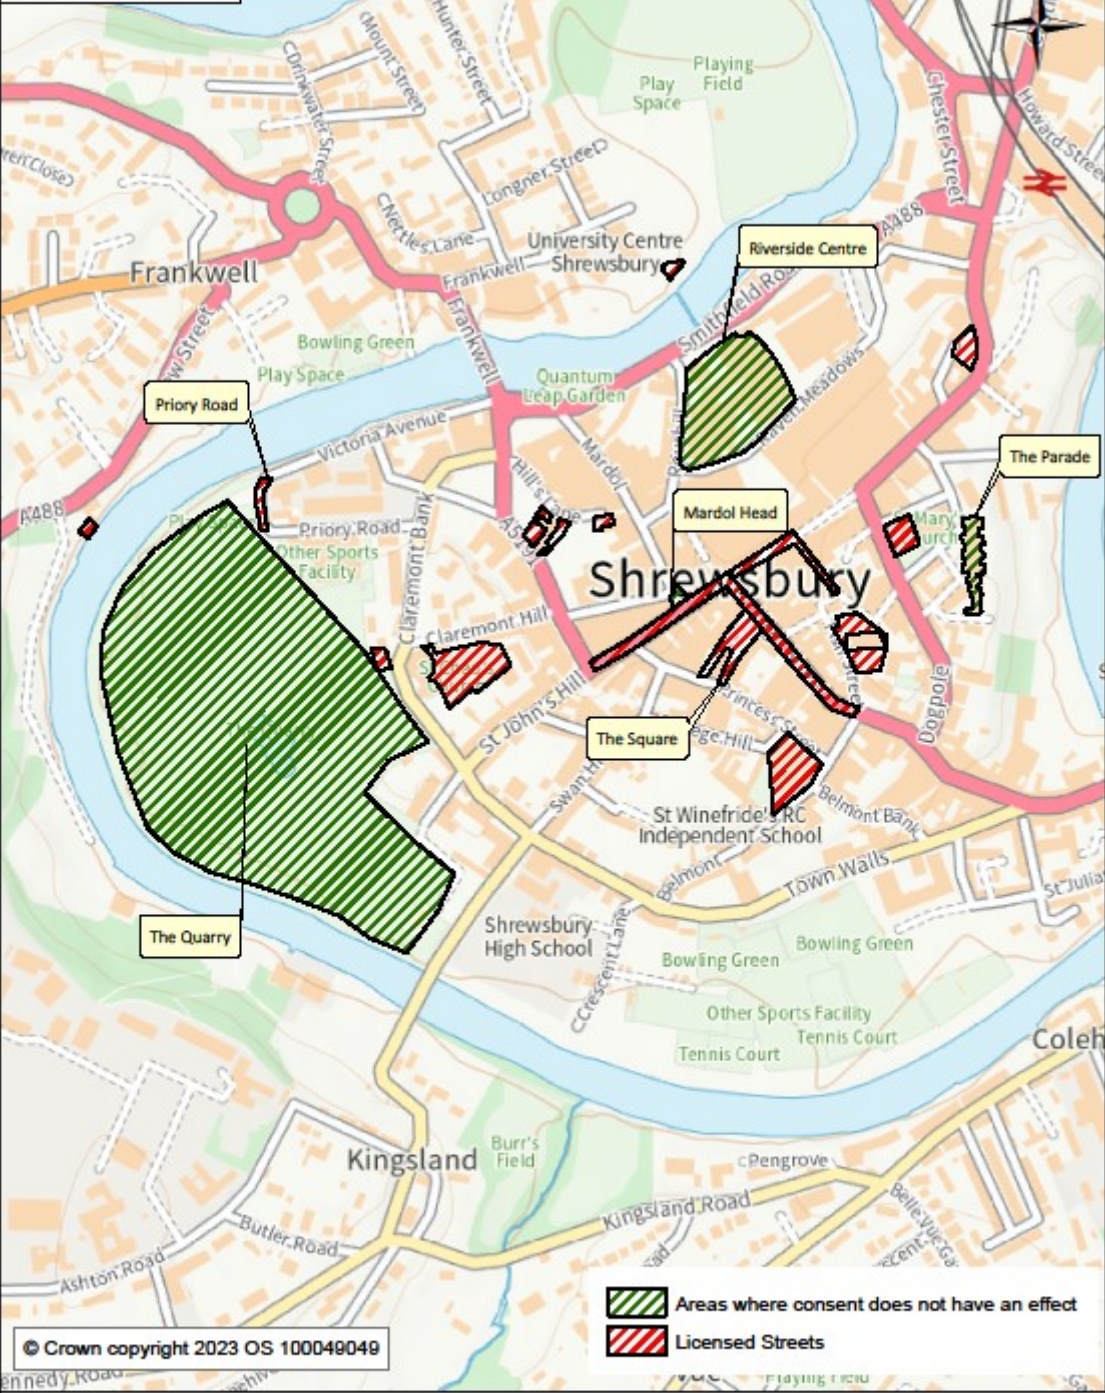 Playing
Field
Play
Space
Mount Street
Hunter Street
Drinkwater Street
Chester Street
Howard Street
Longner Street
Nettles Lane
A488
University Centre
Shrewsbury
Riverside Centre
Frankwell
Frankwell
Frankwell
Smithfield
Bowling Green
Play Space
Quantum
Leap Garden
Priory Road
Victoria Avenue
Mardol
The Parade
Hill's Lane
Mardol Head
A488
Priory Road
Other Sports
Facility
Claremont Bank
A5191
Shrewsbury
Claremont Hill
St John's Hill
The Square
Princess
Dogpole
St Winefride's RC
Independent School
Belmont Bank
Belmont
Town Walls
The Quarry
Shrewsbury
High School
Crescent Lane
Bowling Green
Bowling Green
Other Sports Facility
Tennis Court
Tennis Court
Coleh
Burr's
Field
Kingsland
Pengrove
Kingsland Road
Butler Road
Ashton Road
Areas where consent does not have an effect
Licensed Streets
© Crown copyright 2023 OS 100049049
Playing Field